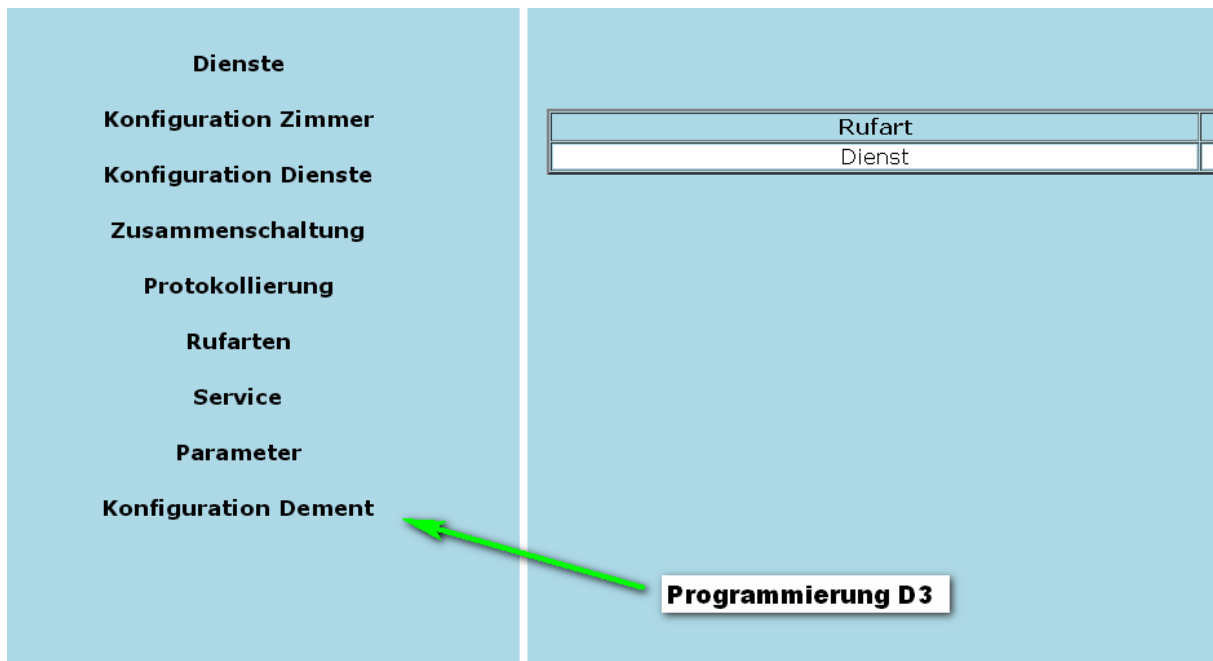 Dienste
Konfiguration Zimmer
Konfiguration Dienste
Zusammenschaltung
Protokollierung
Rufarten
Service
Parameter
Konfiguration Dement
Rufart
Dienst
Programmierung D3